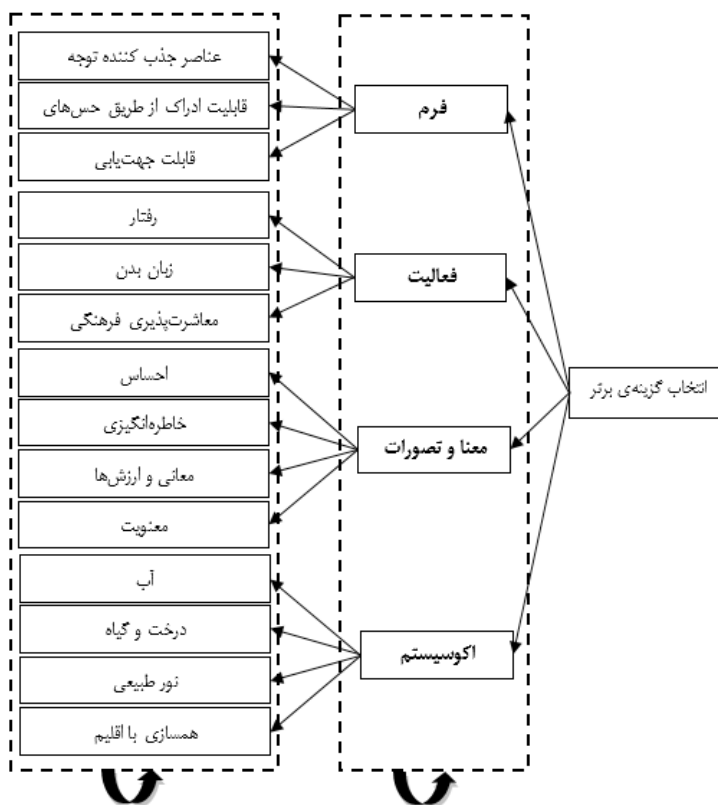 انتخاب گزینه‌ی برتر
فرم
عناصر جذب کننده توجه
قابلیت ادراک از طریق حس‌های
قابلت جهت‌یابی
فعالیت
رفتار
زبان بدن
معاشرت‌پذیری فرهنگی
معنا و تصورات
احساس
خاطره‌انگیزی
معانی و ارزش‌ها
معنویت
اکوسیستم
آب
درخت و گیاه
نور طبیعی
همسازی با اقلیم